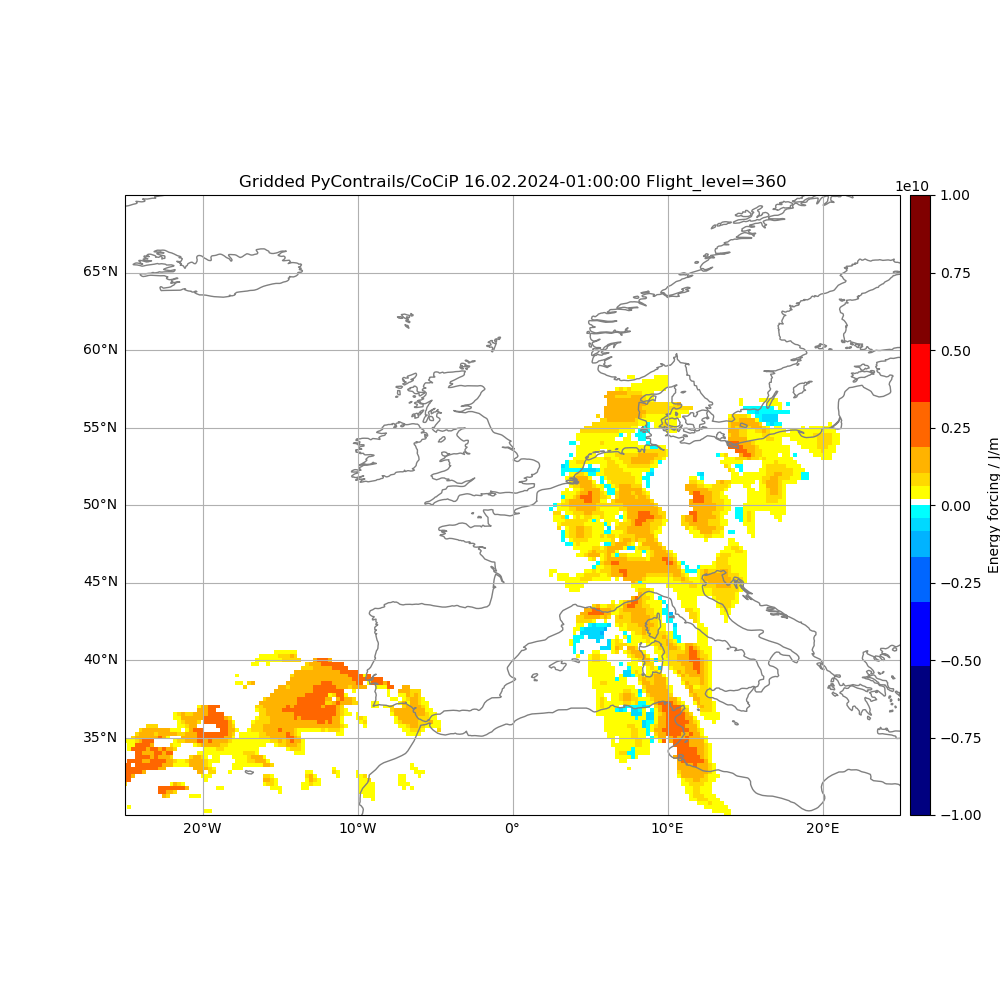 Gridded PyContrails/CoCiP 16.02.2024-01:00:00 Flight_level=360
1e10
1.00
0.75
0.50
0.25
0.00
−0.25
−0.50
−0.75
−1.00
Energy forcing / J/m
65°N
60°N
55°N
50°N
45°N
40°N
35°N
20°W
10°W
0°
10°E
20°E